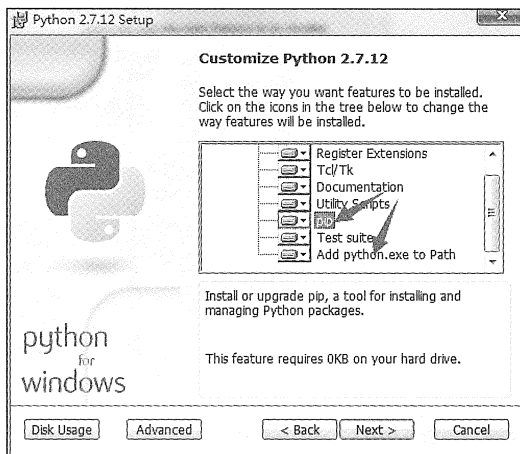 Python 2.7.12 Setup
Customize Python 2.7.12
Select the way you want features to be installed.
Click on the icons in the tree below to change the
way features will be installed.
Register Extensions
Tcl/Tk
Documentation
Utility Scripts
pip
Test suite
Add python.exe to Path
Install or upgrade pip, a tool for installing and
managing Python packages.
This feature requires 0KB on your hard drive.
python
for
windows
Disk Usage
Advanced
< Back
Next >
Cancel